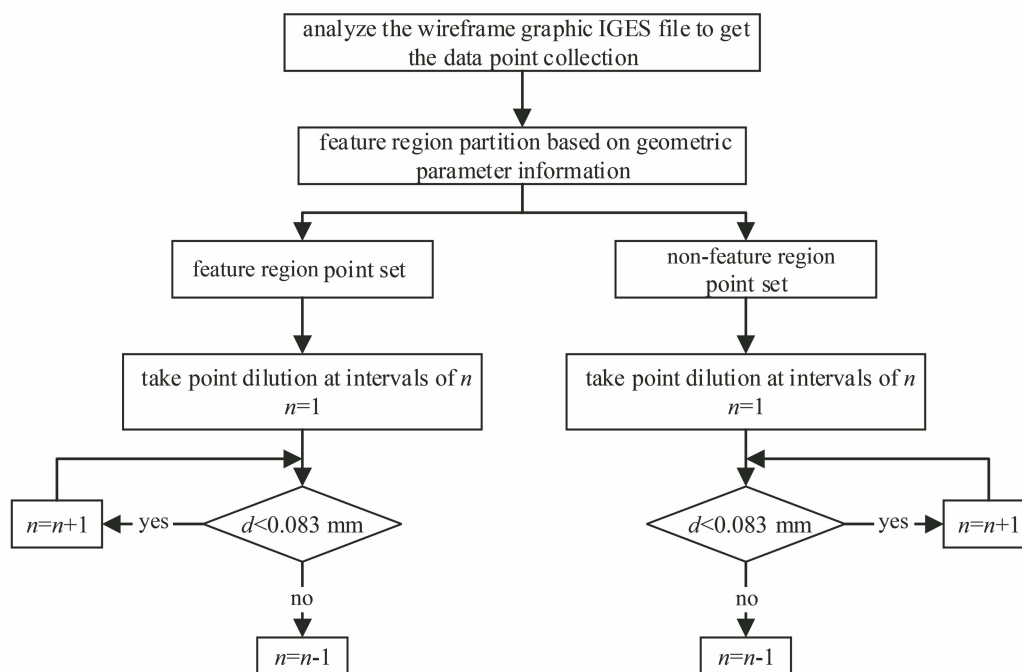 analyze the wireframe graphic IGES file to get
the data point collection
feature region partition based on geometric
parameter information
feature region point set
non-feature region
point set
take point dilution at intervals of n
n=1
take point dilution at intervals of n
n=1
n=n+1
yes
d<0.083 mm
d<0.083 mm
yes
n=n+1
no
no
n=n-1
n=n-1